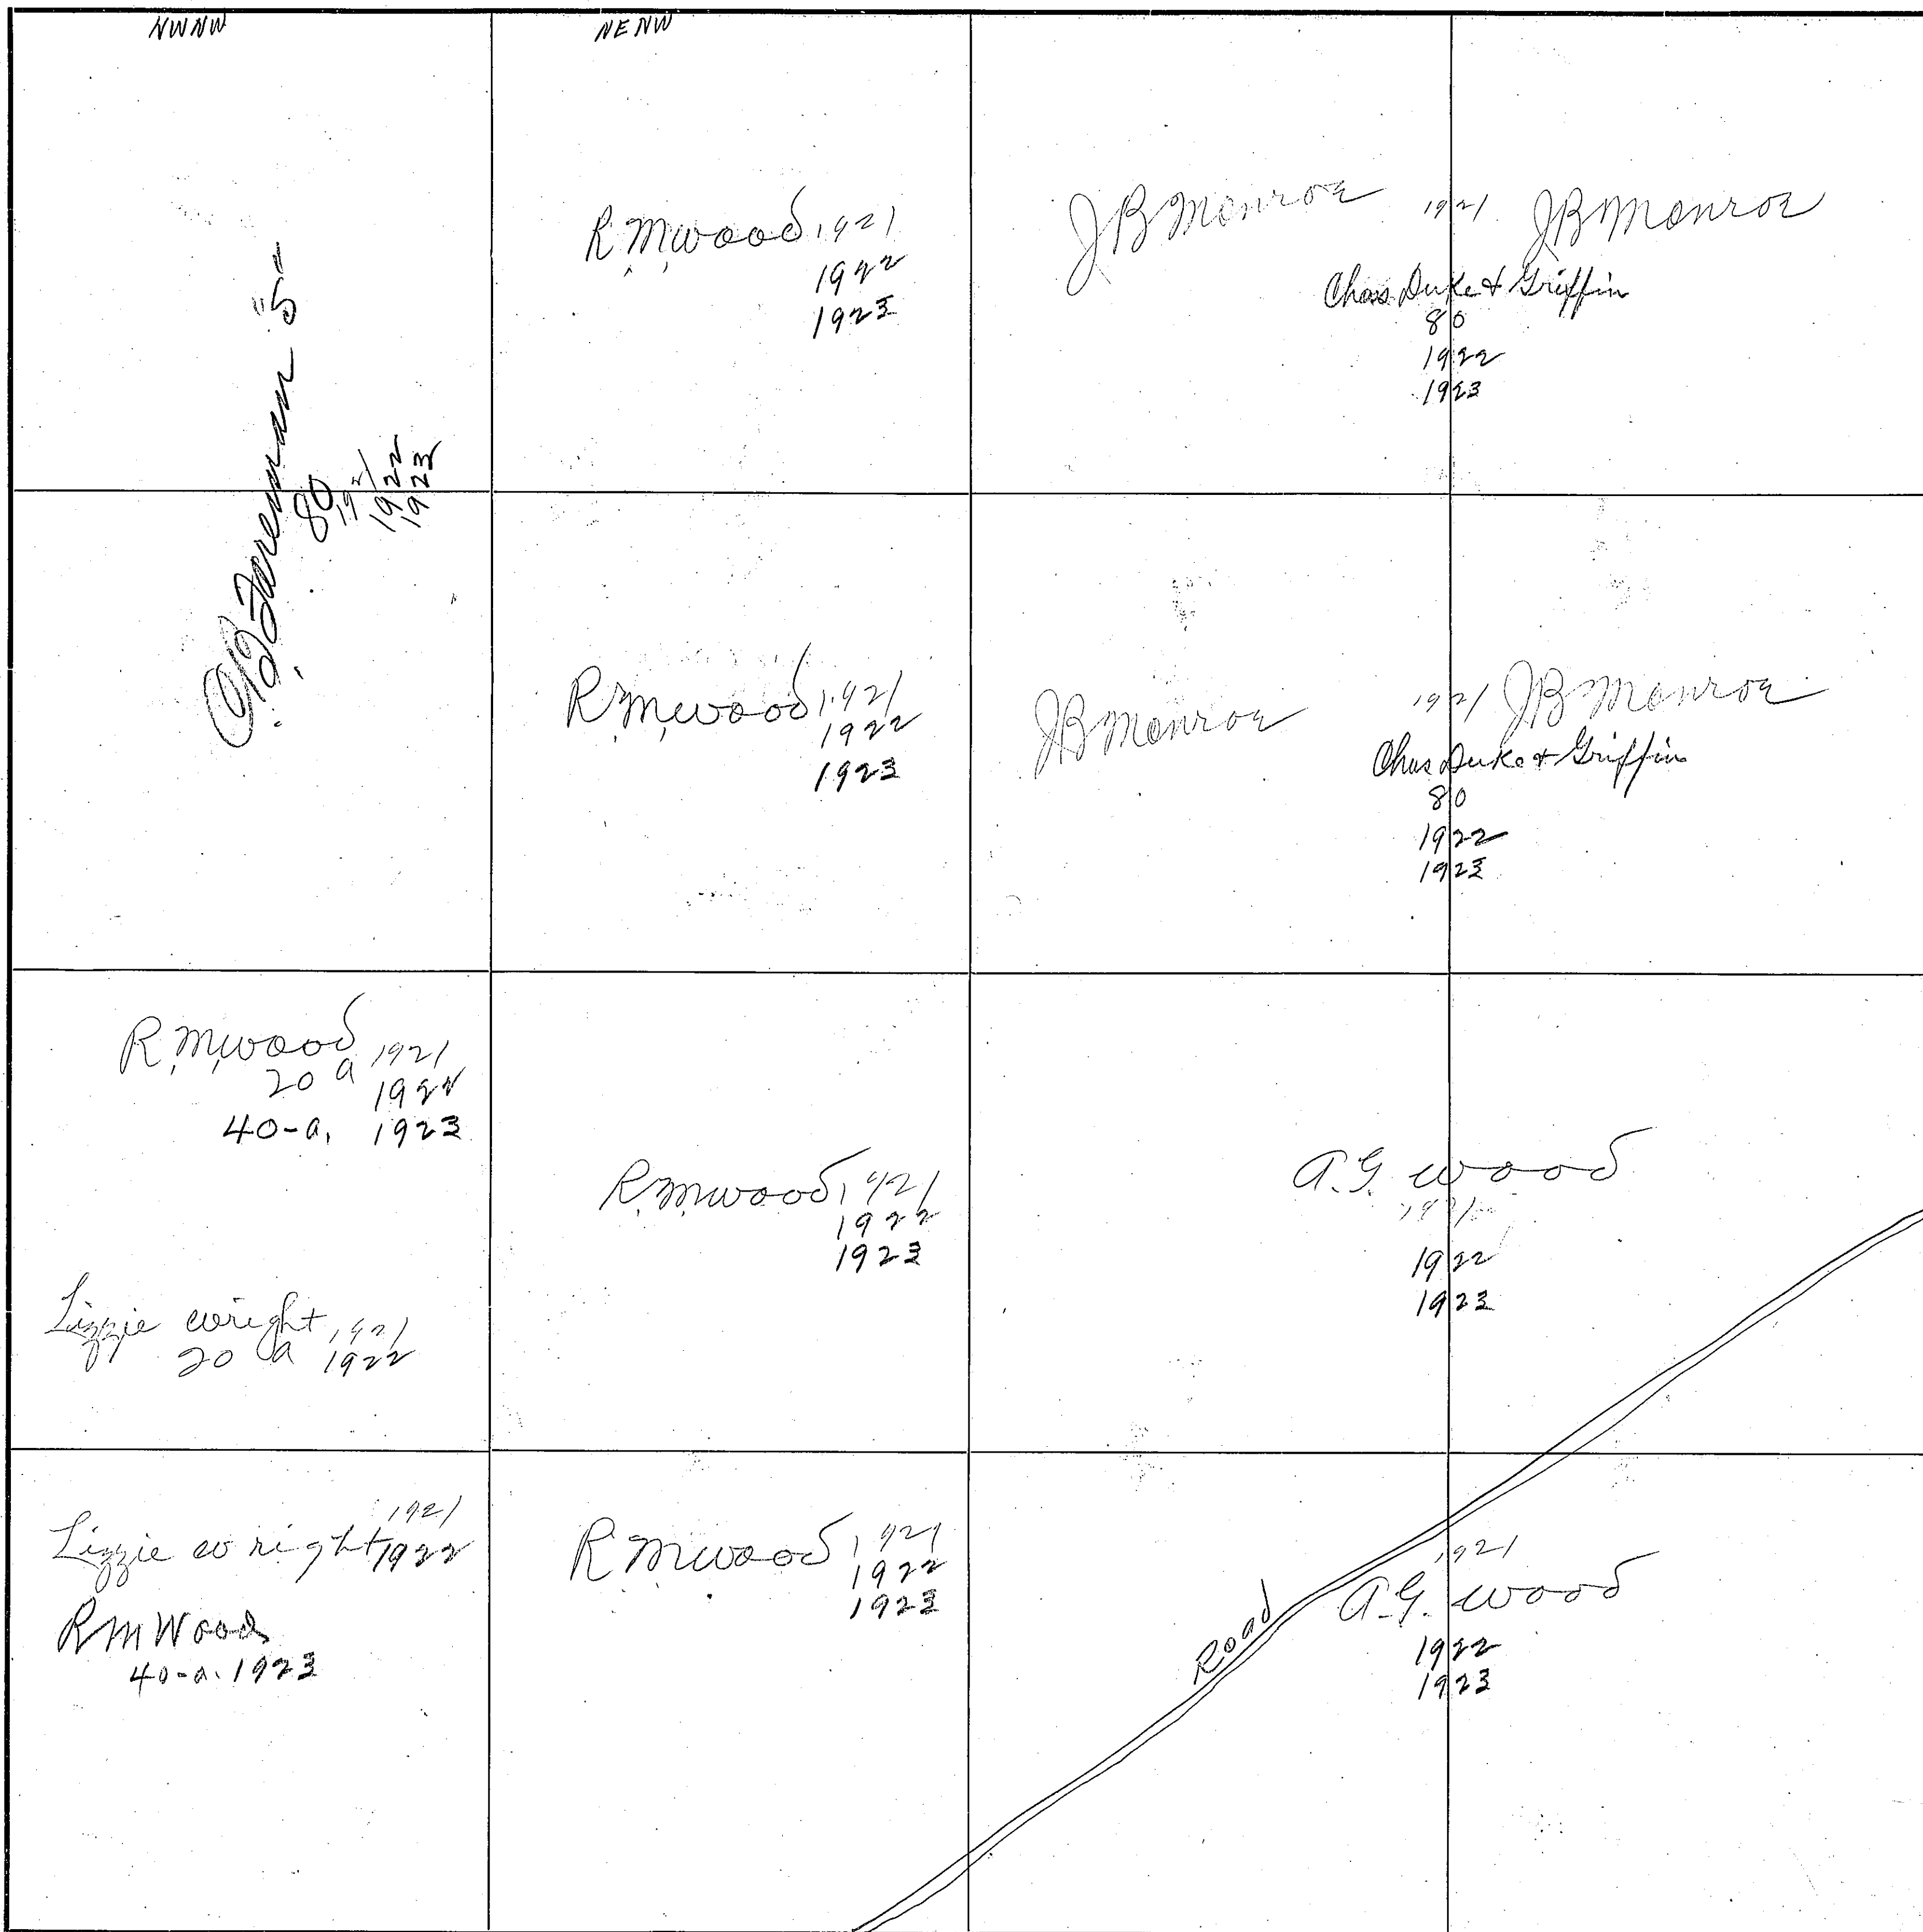 NWNW
NENW
80
1921
1922
1923
R.M. Wood 1921
1922
1923
J B Monroe 1921 J B Monroe
Chas Duke & Griffin
80
1922
1923
R.M. Wood 1921
1922
1923
J B Monroe 1921 J B Monroe
Chas Duke & Griffin
80
1922
1923
R.M. Wood 1921
20 a 1922
40-a. 1923
Lizzie Wright 1921
20 a 1922
R.M. Wood 1921
1922
1923
A.G. Wood
1921
1922
1923
1921
Lizzie Wright 1922
R M Wood
40-a. 1923
R.M. Wood 1921
1922
1923
Road
1921
A.G. Wood
1922
1923